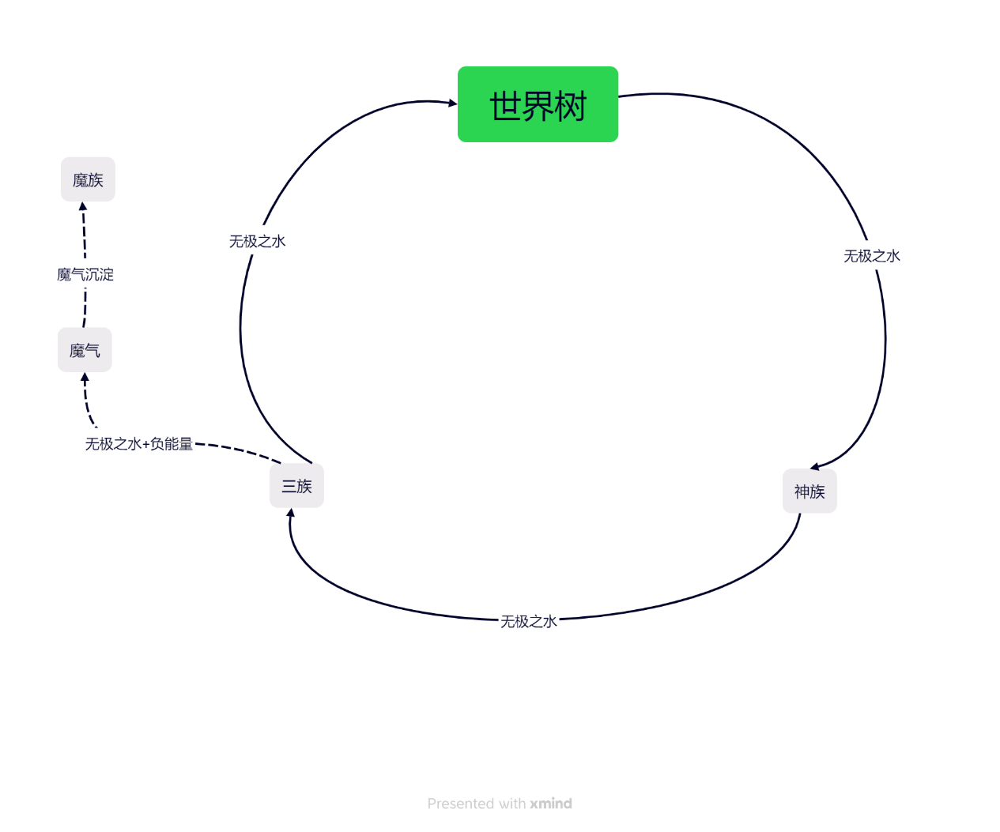 世界树
魔族
无极之水
无极之水
魔气沉淀
魔气
无极之水+负能量
三族
神族
无极之水
Presented with xmind